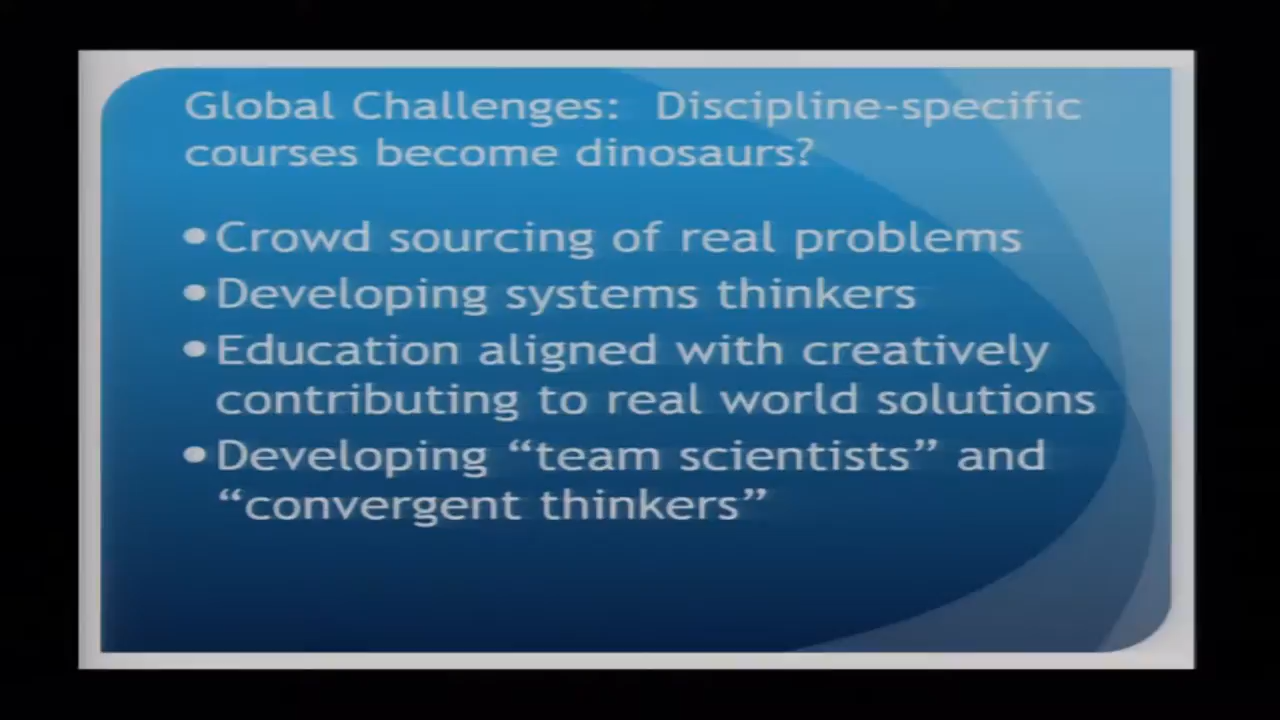 Global Challenges:  Discipline-specific
courses become dinosaurs?
•Crowd sourcing of real problems
•Developing systems thinkers
•Education aligned with creatively
contributing to real world solutions
•Developing “team scientists” and
“convergent thinkers”